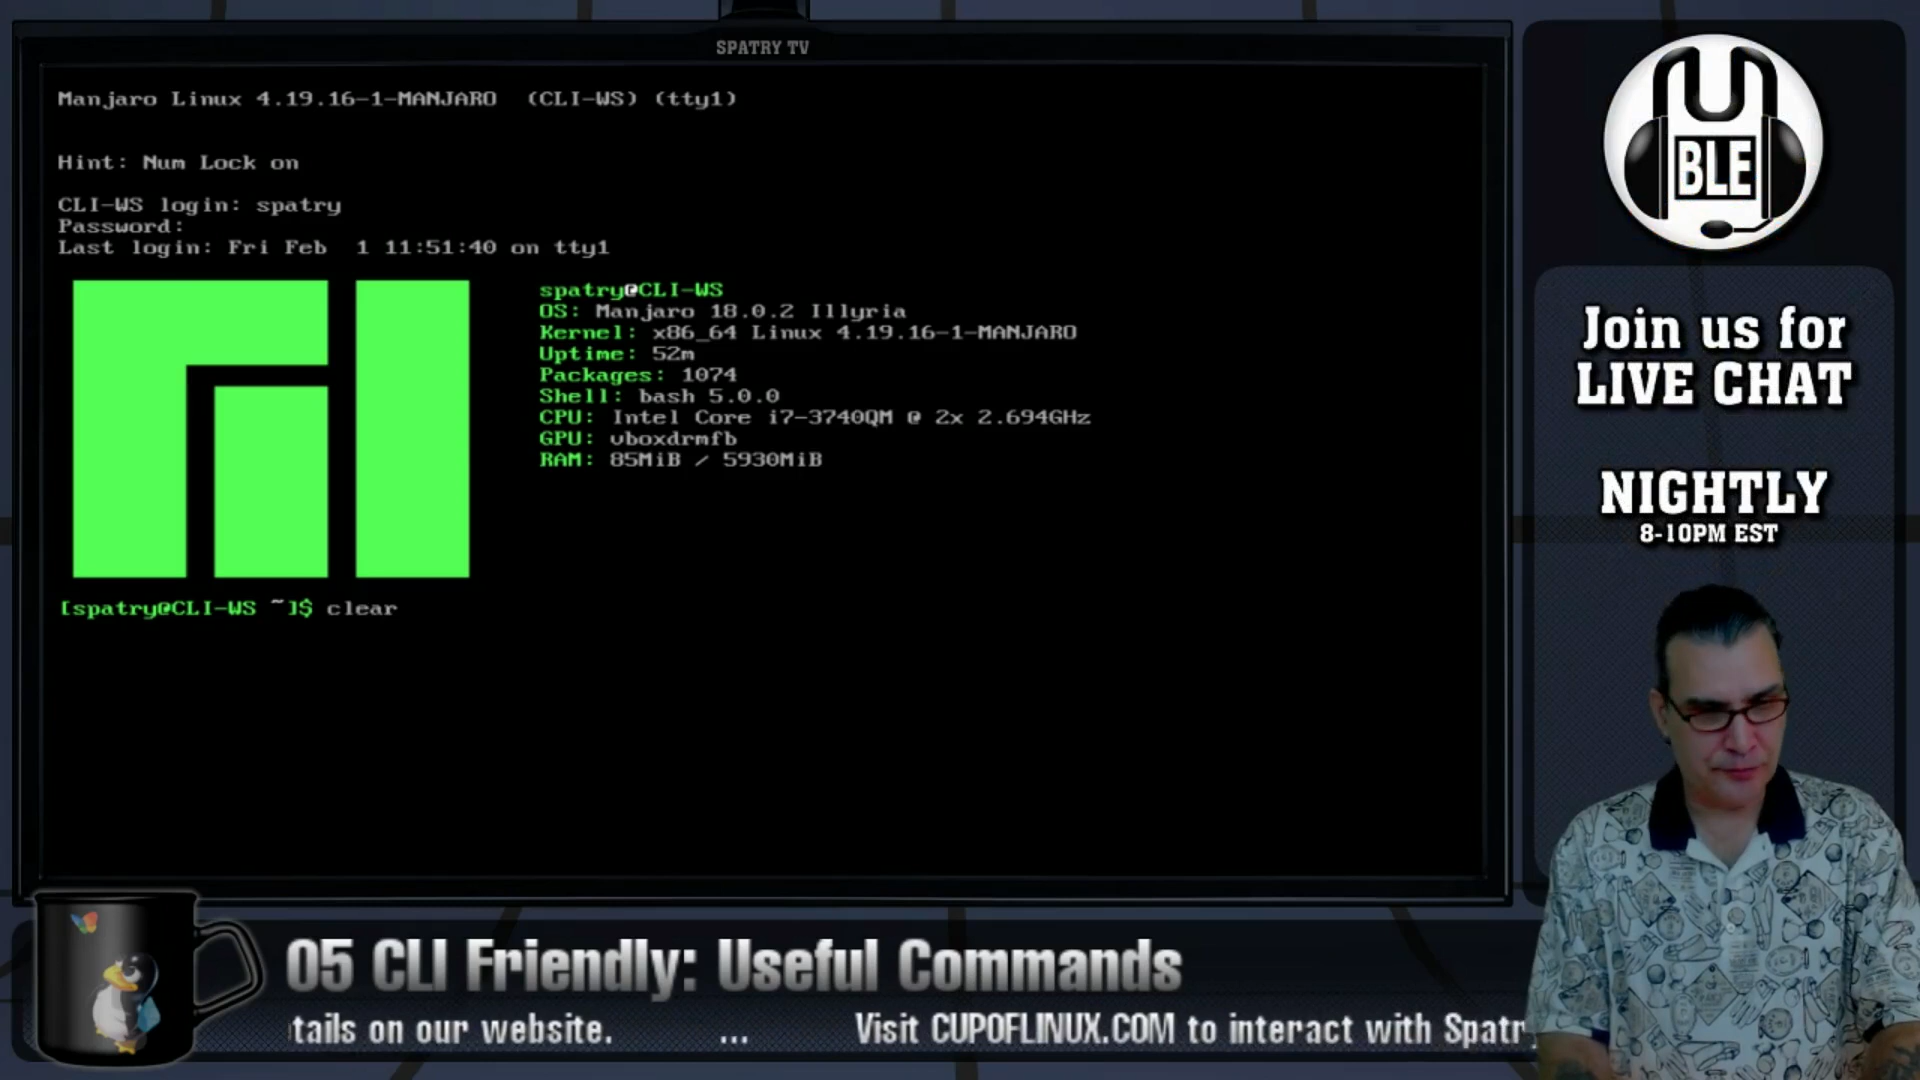 SPATRY TV
Manjaro Linux 4.19.16-1-MANJARO (CLI-WS) (tty1)
Hint: Num Lock on
CLI-WS login: spatry
Password:
Last login: Fri Feb  1 11:51:40 on tty1
spatry@CLI-WS
OS: Manjaro 18.0.2 Illyria
Kernel: x86_64 Linux 4.19.16-1-MANJARO
Uptime: 52m
Packages: 1074
Shell: bash 5.0.0
CPU: Intel Core i7-3740QM @ 2x 2.694GHz
GPU: vboxdrmfb
RAM: 85MiB / 5930MiB
[spatry@CLI-WS ~]$ clear
BLE
Join us for
LIVE CHAT
NIGHTLY
8-10PM EST
05 CLI Friendly: Useful Commands
tails on our website. ... Visit CUPOFLINUX.COM to interact with Spatry